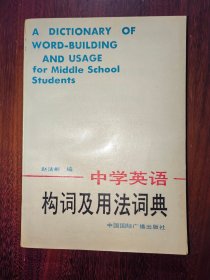 A DICTIONARY OF
WORD-BUILDING
AND USAGE
for Middle School
Students
编
中学英语
构词及用法词典
中国国际广播出版社